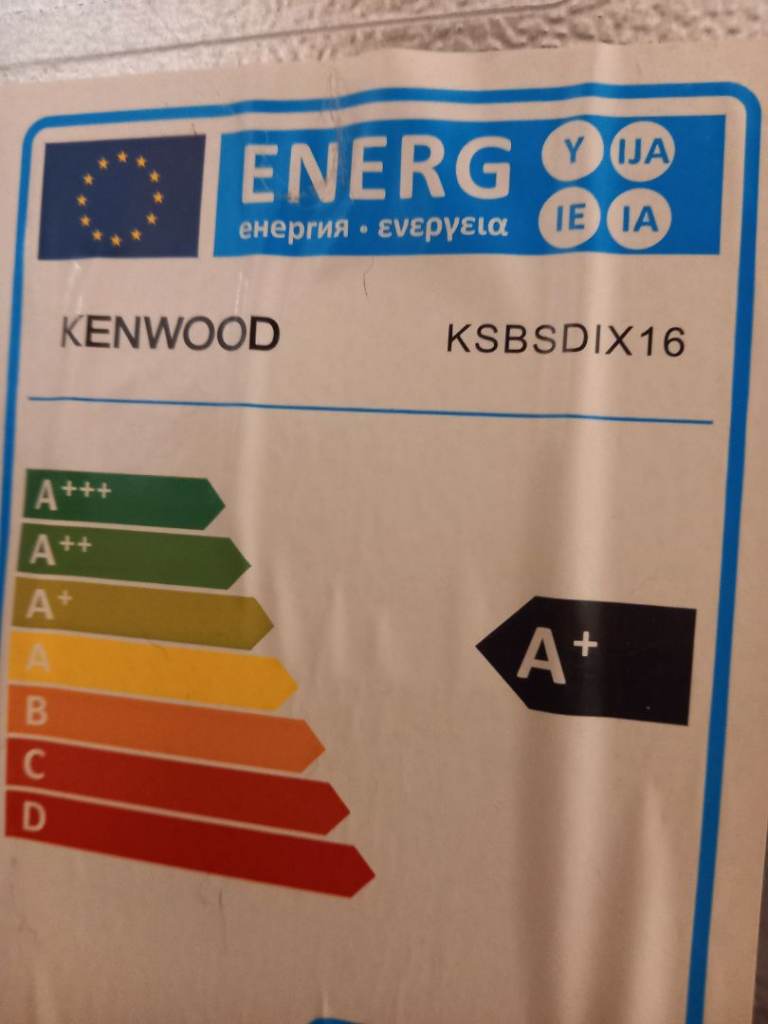 ENERG Y IJA
енергия · ενεργεια IE IA
KENWOOD KSBSDIX16
A+++
A++
A+
A
B
C
D
A+